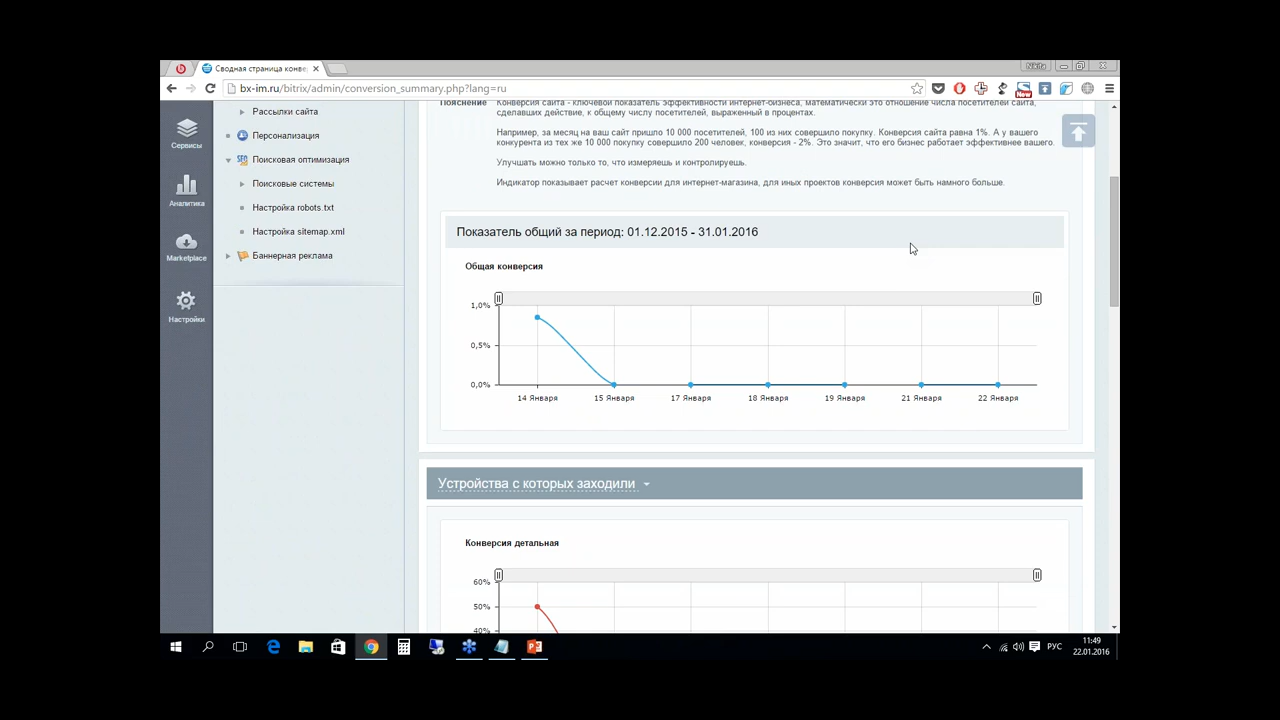 Сводная страница конве
Nikita
bx-im.ru/bitrix/admin/conversion_summary.php?lang=ru
New
Сервисы
Аналитика
Marketplace
Настройки
Рассылки сайта
Персонализация
SEO
Поисковая оптимизация
Поисковые системы
Настройка robots.txt
Настройка sitemap.xml
Баннерная реклама
Пояснение
Конверсия сайта - ключевой показатель эффективности интернет-бизнеса, математически это отношение числа посетителей сайта,
сделавших действие, к общему числу посетителей, выраженный в процентах.
Например, за месяц на ваш сайт пришло 10 000 посетителей, 100 из них совершило покупку. Конверсия сайта равна 1%. А у вашего
конкурента из тех же 10 000 покупку совершило 200 человек, конверсия - 2%. Это значит, что его бизнес работает эффективнее вашего.
Улучшать можно только то, что измеряешь и контролируешь.
Индикатор показывает расчет конверсии для интернет-магазина, для иных проектов конверсия может быть намного больше.
Показатель общий за период: 01.12.2015 - 31.01.2016
Общая конверсия
1,0%
0,5%
0,0%
14 Января 15 Января 17 Января 18 Января 19 Января 21 Января 22 Января
Устройства с которых заходили
Конверсия детальная
60%
50%
40%
РУС
11:49
22.01.2016